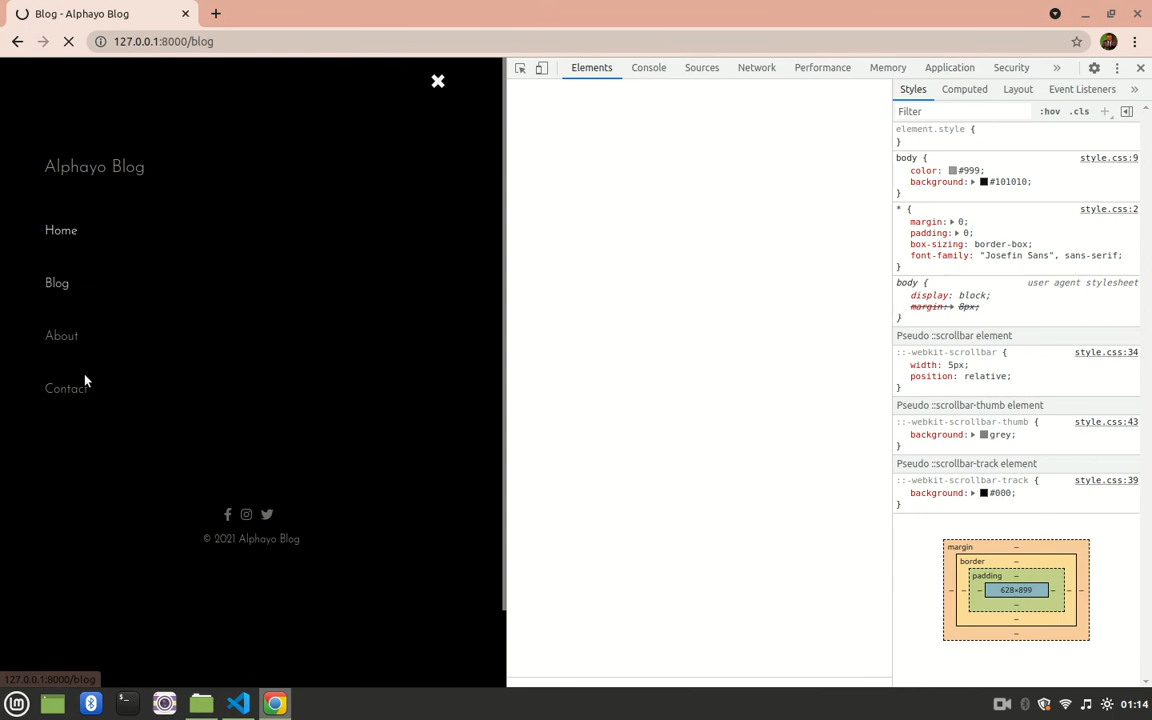 Blog - Alphayo Blog
127.0.0.1:8000/blog
Elements Console Sources Network Performance Memory Application Security »
Styles Computed Layout Event Listeners »
Filter :hov .cls
Alphayo Blog
Home
Blog
About
Contact
© 2021 Alphayo Blog
element.style {
}
body { style.css:9
color: #999;
background: #101010;
}
* { style.css:2
margin: 0;
padding: 0;
box-sizing: border-box;
font-family: "Josefin Sans", sans-serif;
}
body { user agent stylesheet
display: block;
margin: 8px;
}
Pseudo ::scrollbar element
::-webkit-scrollbar { style.css:34
width: 5px;
position: relative;
}
Pseudo ::scrollbar-thumb element
::-webkit-scrollbar-thumb { style.css:43
background: grey;
}
Pseudo ::scrollbar-track element
::-webkit-scrollbar-track { style.css:39
background: #000;
}
margin –
border –
padding –
– – – 628×899 – – –
–
–
–
127.0.0.1:8000/blog
01:14